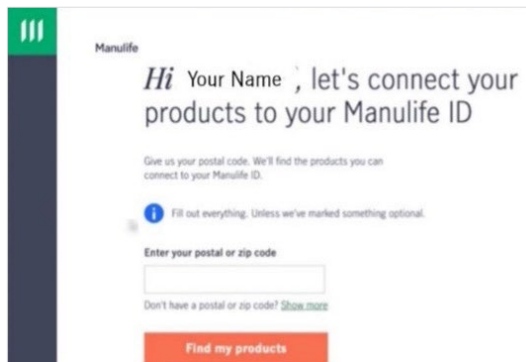 Manulife
Hi Your Name , let's connect your
products to your Manulife ID
Give us your postal code. We'll find the products you can
connect to your Manulife ID.
Fill out everything. Unless we've marked something optional.
Enter your postal or zip code
Don't have a postal or zip code? Show more
Find my products